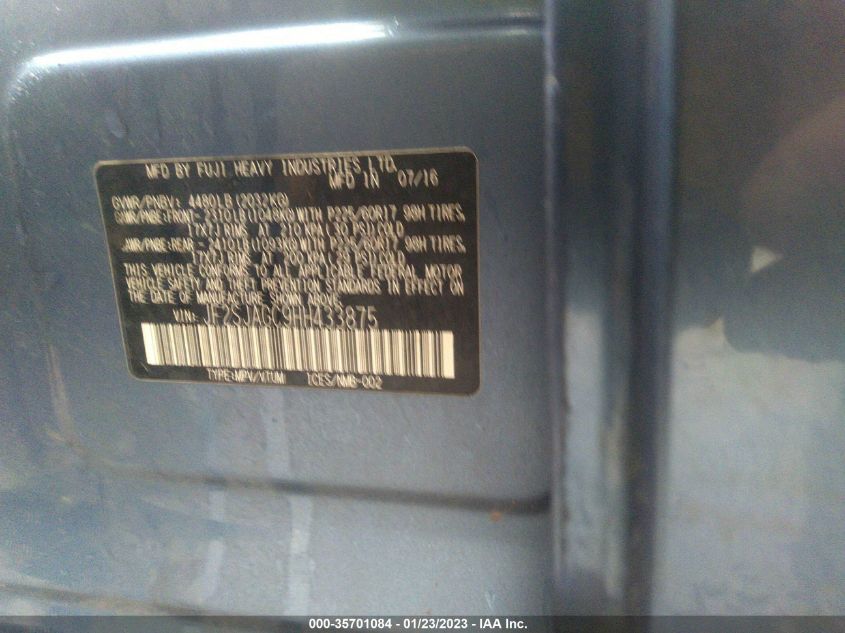 MFD BY FUJI HEAVY INDUSTRIES LTD.
MFD IN 07/16
GVWR/PNBV: 4480LB (2032KG)
GAWR/PNBE:FRONT- 2310LB(1048KG)WITH P225/60R17 98H TIRES,
17X7J RIMS AT 210 KPA( 30 PSI)COLD
GAWR/PNBE:REAR - 2410LB(1093KG)WITH P225/60R17 98H TIRES,
17X7J RIMS AT 200 KPA( PSI)COLD
THIS VEHICLE CONFORMS TO ALL APPLICABLE FEDERAL MOTOR
VEHICLE SAFETY AND THEFT PREVENTION STANDARDS IN EFFECT
ON THE DATE OF MANUFACTURE SHOWN ABOVE.
VIN: JF2SJAGC9HH433875
TYPE:MPV/VTUM ICES/NMB-002
000-35701084 - 01/23/2023 - IAA Inc.